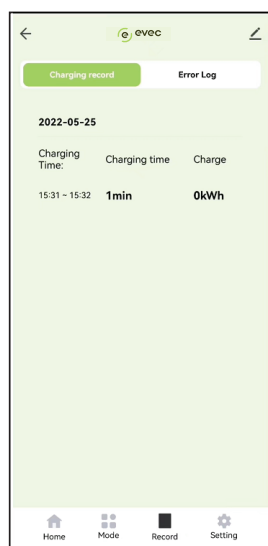 evec
Charging record Error Log
2022-05-25
Charging Time: Charging time Charge
15:31 ~ 15:32 1min 0kWh
Home Mode Record Setting